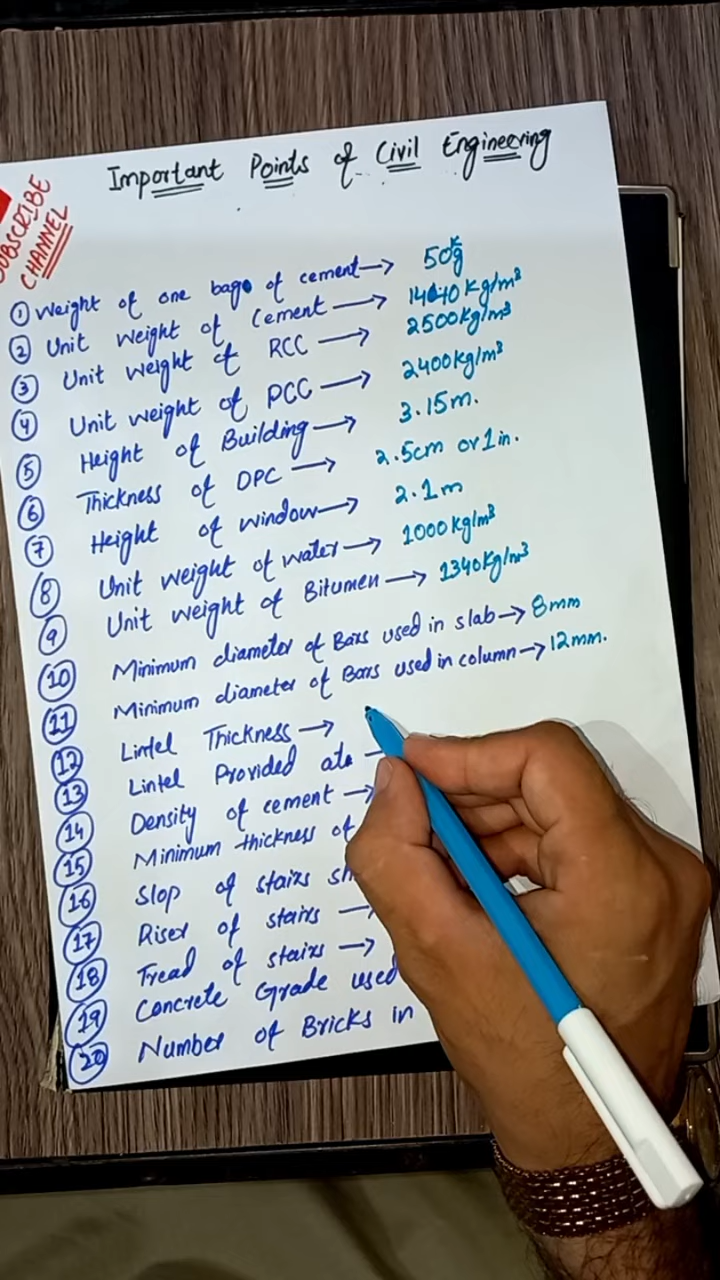 Important Points of Civil Engineering
SUBSCRIBE
CHANNEL
① Weight of one bag of cement → 50kg
② Unit weight of Cement → 1440 Kg/m³
③ Unit weight of RCC → 2500Kg/m³
④ Unit weight of PCC → 2400Kg/m³
⑤ Height of Building → 3.15m.
⑥ Thickness of DPC → 2.5cm or 1in.
⑦ Height of window → 2.1m
⑧ Unit weight of water → 1000Kg/m³
⑨ Unit weight of Bitumen → 1340Kg/m³
⑩ Minimum diameter of Bars used in slab → 8mm
⑪ Minimum diameter of Bars used in column → 12mm.
⑫ Lintel Thickness →
⑬ Lintel Provided at
⑭ Density of cement →
⑮ Minimum thickness of
⑯ Slop of stairs
⑰ Riser of stairs →
⑱ Tread of stairs →
⑲ Concrete Grade used
⑳ Number of Bricks in